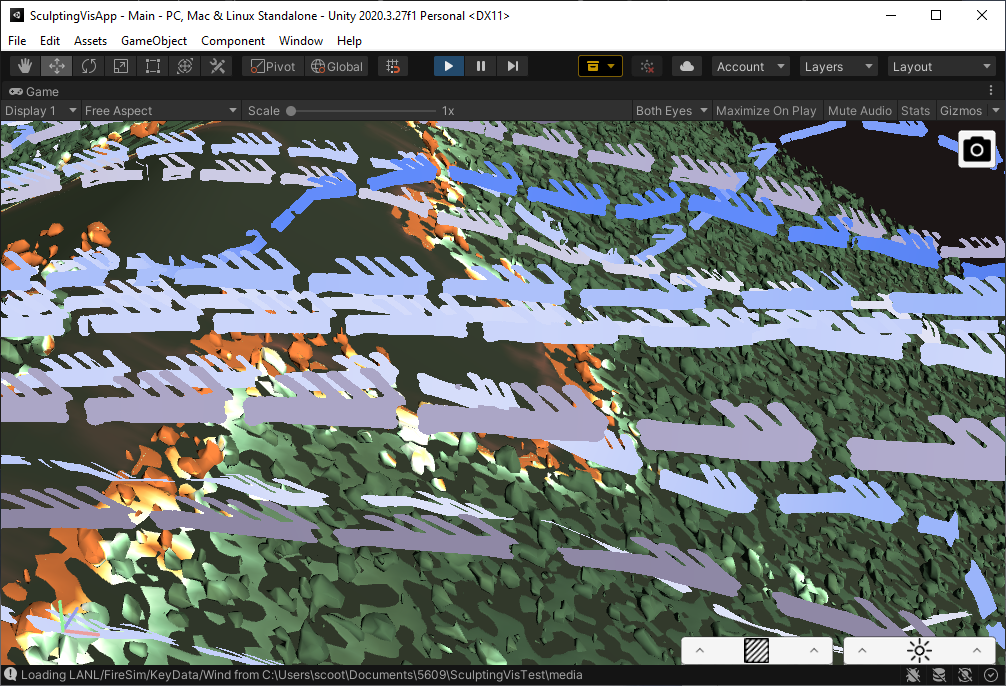 SculptingVisApp - Main - PC, Mac & Linux Standalone - Unity 2020.3.27f1 Personal <DX11>
File Edit Assets GameObject Component Window Help
Pivot Global Account Layers Layout
Game
Display 1 Free Aspect Scale 1x Both Eyes Maximize On Play Mute Audio Stats Gizmos
Loading LANL/FireSim/KeyData/Wind from C:\Users\scoot\Documents\5609\SculptingVisTest\media